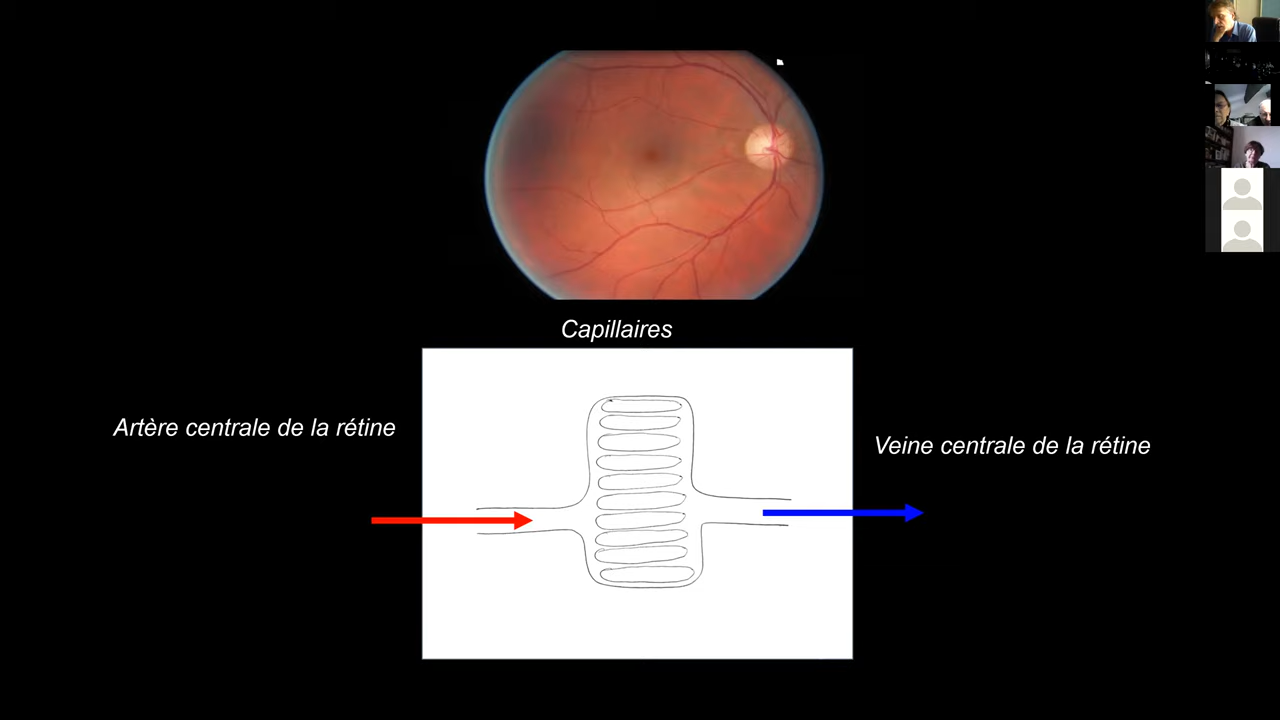 Capillaires
Artère centrale de la rétine
Veine centrale de la rétine